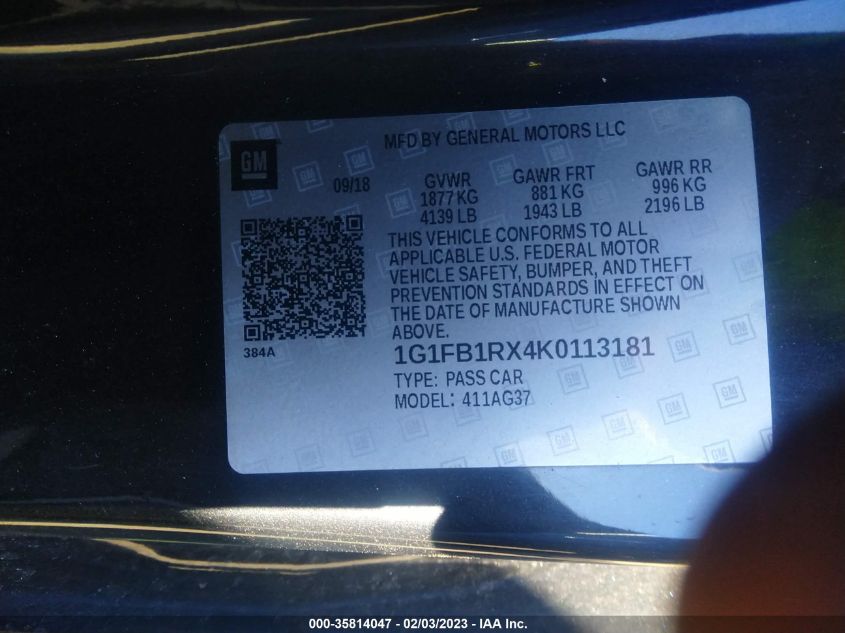 MFD BY GENERAL MOTORS LLC
GM
09/18
GVWR GAWR FRT GAWR RR
1877 KG 881 KG 996 KG
4139 LB 1943 LB 2196 LB
THIS VEHICLE CONFORMS TO ALL
APPLICABLE U.S. FEDERAL MOTOR
VEHICLE SAFETY, BUMPER, AND THEFT
PREVENTION STANDARDS IN EFFECT ON
THE DATE OF MANUFACTURE SHOWN
ABOVE.
384A
1G1FB1RX4K0113181
TYPE: PASS CAR
MODEL: 411AG37
000-35814047 — 02/03/2023 — IAA Inc.